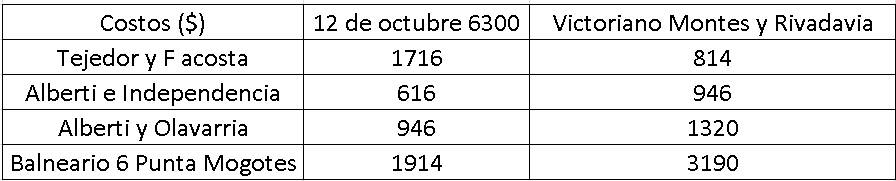 Costos ($) 12 de octubre 6300 Victoriano Montes y Rivadavia
Tejedor y F acosta 1716 814
Alberti e Independencia 616 946
Alberti y Olavarria 946 1320
Balneario 6 Punta Mogotes 1914 3190